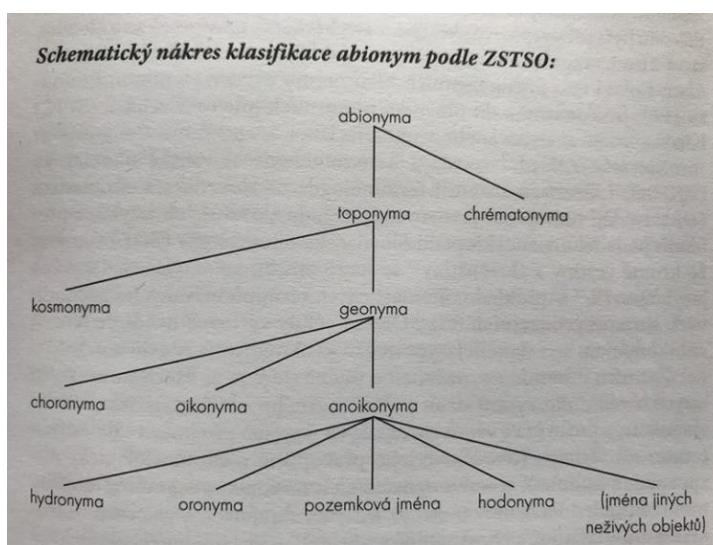 Schematický nákres klasifikace abionym podle ZSTSO:
abionyma
toponyma chrématonyma
kosmonyma
geonyma
choronyma oikonyma anoikonyma
hydronyma oronyma pozemková jména hodonyma (jména jiných
neživých objektů)